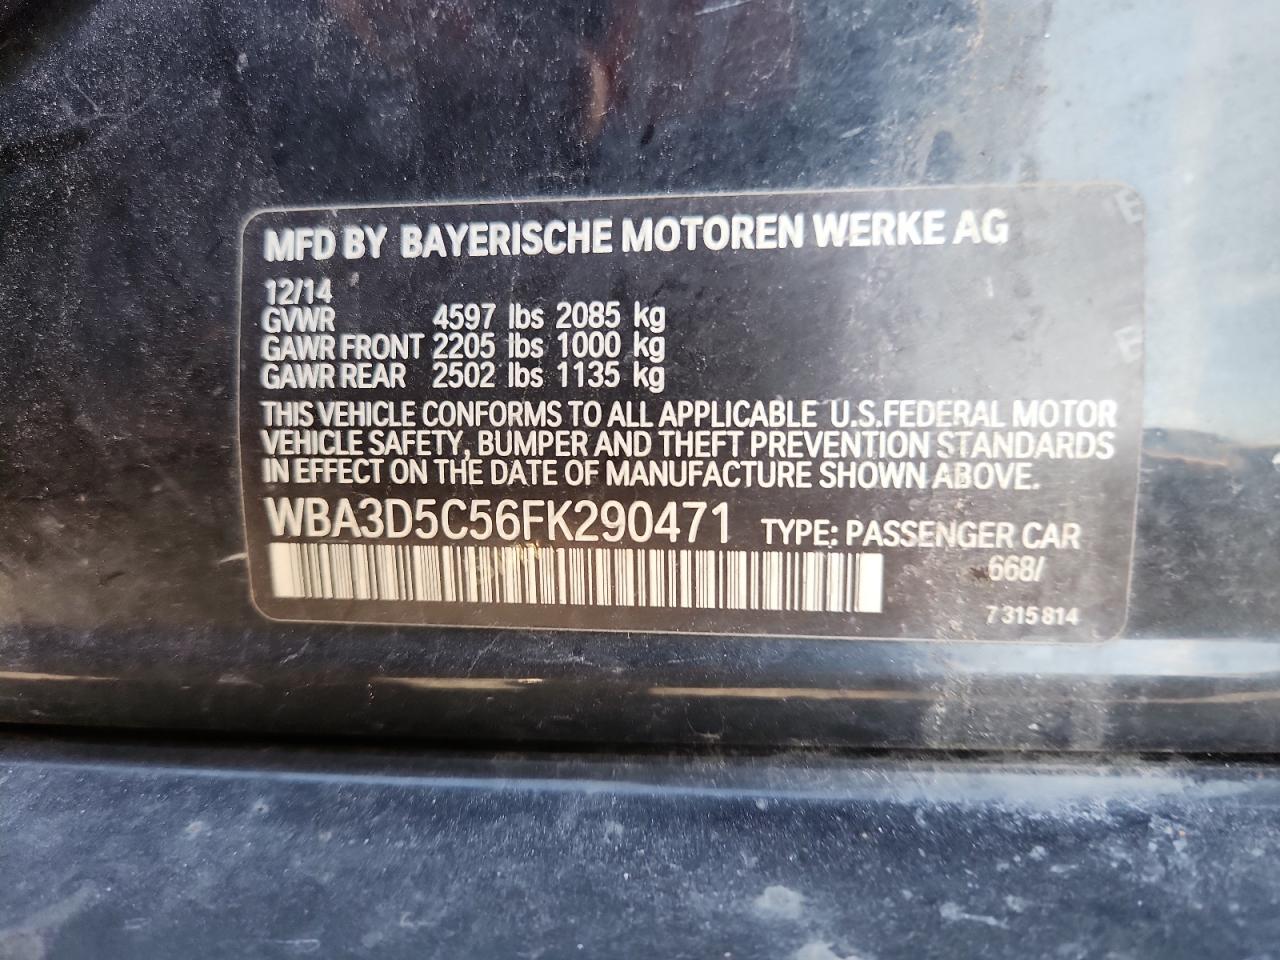 MFD BY BAYERISCHE MOTOREN WERKE AG
12/14
GVWR 4597 lbs 2085 kg
GAWR FRONT 2205 lbs 1000 kg
GAWR REAR 2502 lbs 1135 kg
THIS VEHICLE CONFORMS TO ALL APPLICABLE U.S.FEDERAL MOTOR
VEHICLE SAFETY, BUMPER AND THEFT PREVENTION STANDARDS
IN EFFECT ON THE DATE OF MANUFACTURE SHOWN ABOVE.
WBA3D5C56FK290471 TYPE: PASSENGER CAR
668/
7 315 814